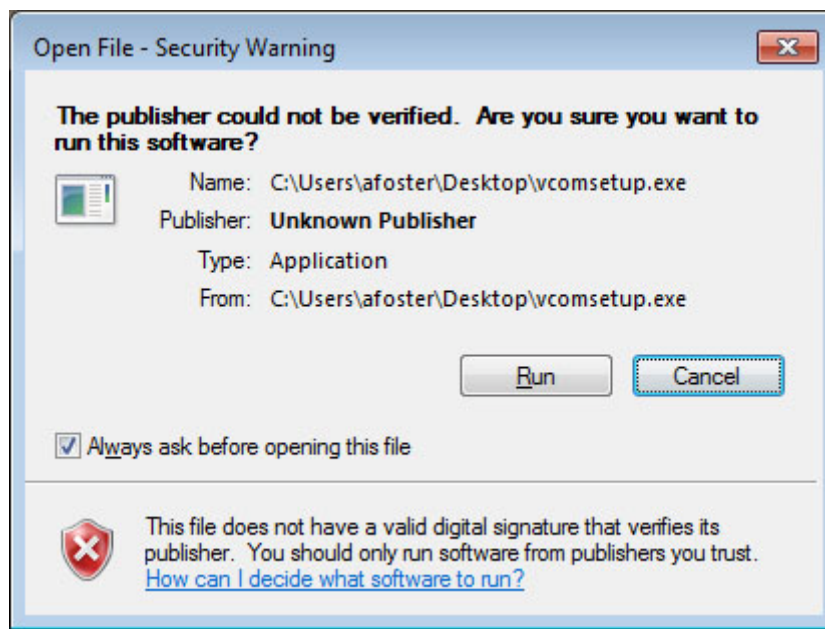 Open File - Security Warning
The publisher could not be verified.  Are you sure you want to
run this software?
Name: C:\Users\afoster\Desktop\vcomsetup.exe
Publisher: Unknown Publisher
Type: Application
From: C:\Users\afoster\Desktop\vcomsetup.exe
Run Cancel
Always ask before opening this file
This file does not have a valid digital signature that verifies its
publisher.  You should only run software from publishers you trust.
How can I decide what software to run?